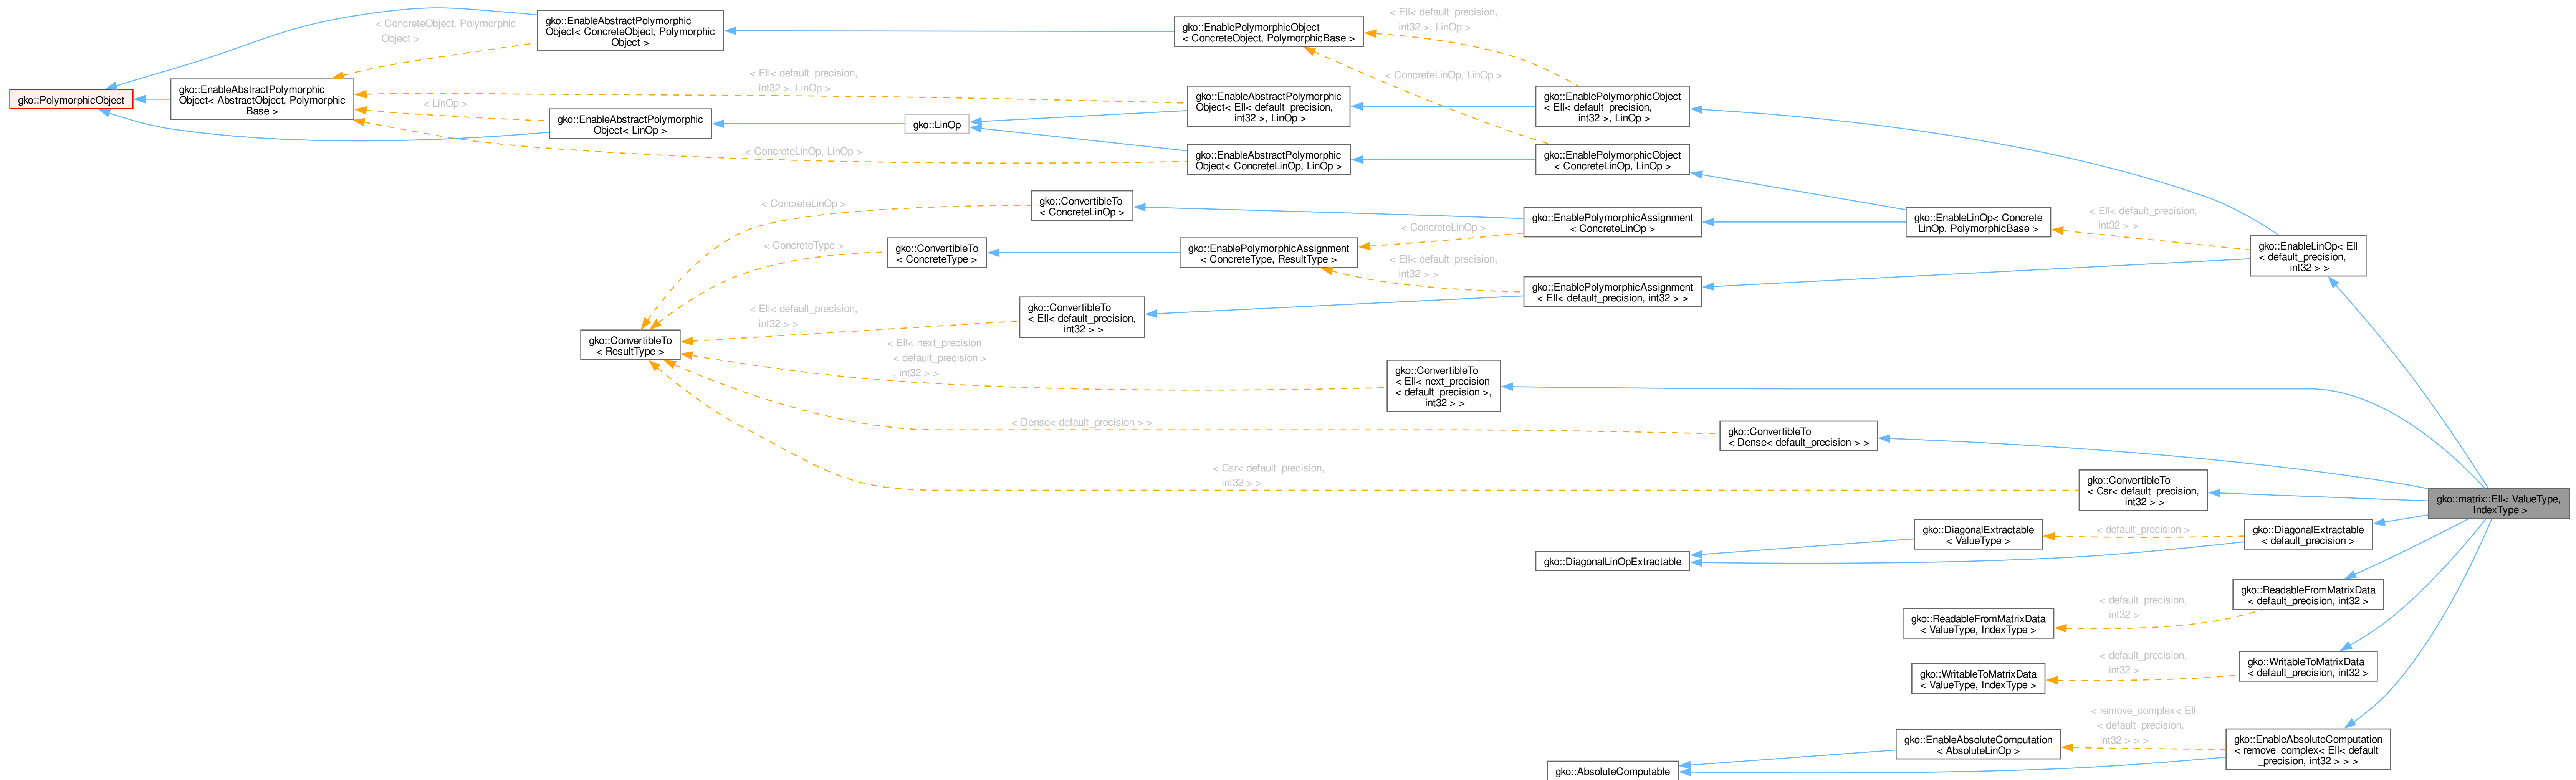 gko::PolymorphicObject
gko::EnableAbstractPolymorphic
Object< AbstractObject, Polymorphic
Base >
< ConcreteObject, Polymorphic
Object >
gko::EnableAbstractPolymorphic
Object< ConcreteObject, Polymorphic
Object >
< LinOp >
gko::EnableAbstractPolymorphic
Object< LinOp >
< Ell< default_precision,
int32 >, LinOp >
< ConcreteLinOp, LinOp >
gko::LinOp
gko::EnablePolymorphicObject
< ConcreteObject, PolymorphicBase >
gko::EnableAbstractPolymorphic
Object< Ell< default_precision,
int32 >, LinOp >
gko::EnableAbstractPolymorphic
Object< ConcreteLinOp, LinOp >
< Ell< default_precision,
int32 >, LinOp >
< ConcreteLinOp, LinOp >
gko::EnablePolymorphicObject
< Ell< default_precision,
int32 >, LinOp >
gko::EnablePolymorphicObject
< ConcreteLinOp, LinOp >
gko::ConvertibleTo
< ResultType >
< ConcreteLinOp >
gko::ConvertibleTo
< ConcreteLinOp >
< ConcreteType >
gko::ConvertibleTo
< ConcreteType >
gko::EnablePolymorphicAssignment
< ConcreteType, ResultType >
< ConcreteLinOp >
gko::EnablePolymorphicAssignment
< ConcreteLinOp >
< Ell< default_precision,
int32 > >
gko::EnablePolymorphicAssignment
< Ell< default_precision, int32 > >
gko::EnableLinOp< Concrete
LinOp, PolymorphicBase >
< Ell< default_precision,
int32 > >
gko::EnableLinOp< Ell
< default_precision,
int32 > >
< Ell< default_precision,
int32 > >
gko::ConvertibleTo
< Ell< default_precision,
int32 > >
< Ell< next_precision
< default_precision >
, int32 > >
gko::ConvertibleTo
< Ell< next_precision
< default_precision >,
int32 > >
< Dense< default_precision > >
gko::ConvertibleTo
< Dense< default_precision > >
< Csr< default_precision,
int32 > >
gko::ConvertibleTo
< Csr< default_precision,
int32 > >
gko::matrix::Ell< ValueType,
IndexType >
gko::DiagonalLinOpExtractable
gko::DiagonalExtractable
< ValueType >
< default_precision >
gko::DiagonalExtractable
< default_precision >
gko::ReadableFromMatrixData
< ValueType, IndexType >
< default_precision,
int32 >
gko::ReadableFromMatrixData
< default_precision, int32 >
gko::WritableToMatrixData
< ValueType, IndexType >
< default_precision,
int32 >
gko::WritableToMatrixData
< default_precision, int32 >
gko::AbsoluteComputable
gko::EnableAbsoluteComputation
< AbsoluteLinOp >
< remove_complex< Ell
< default_precision,
int32 > > >
gko::EnableAbsoluteComputation
< remove_complex< Ell< default
_precision, int32 > > >